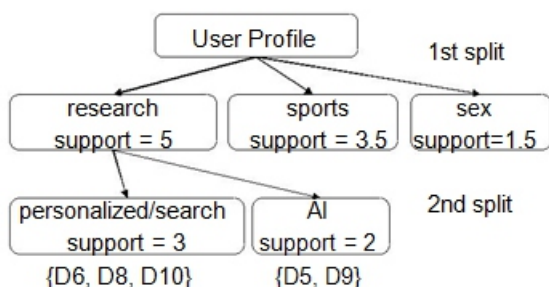 User Profile
1st split
research
support = 5
sports
support = 3.5
sex
support=1.5
personalized/search
support = 3
AI
support = 2
2nd split
{D6, D8, D10}
{D5, D9}